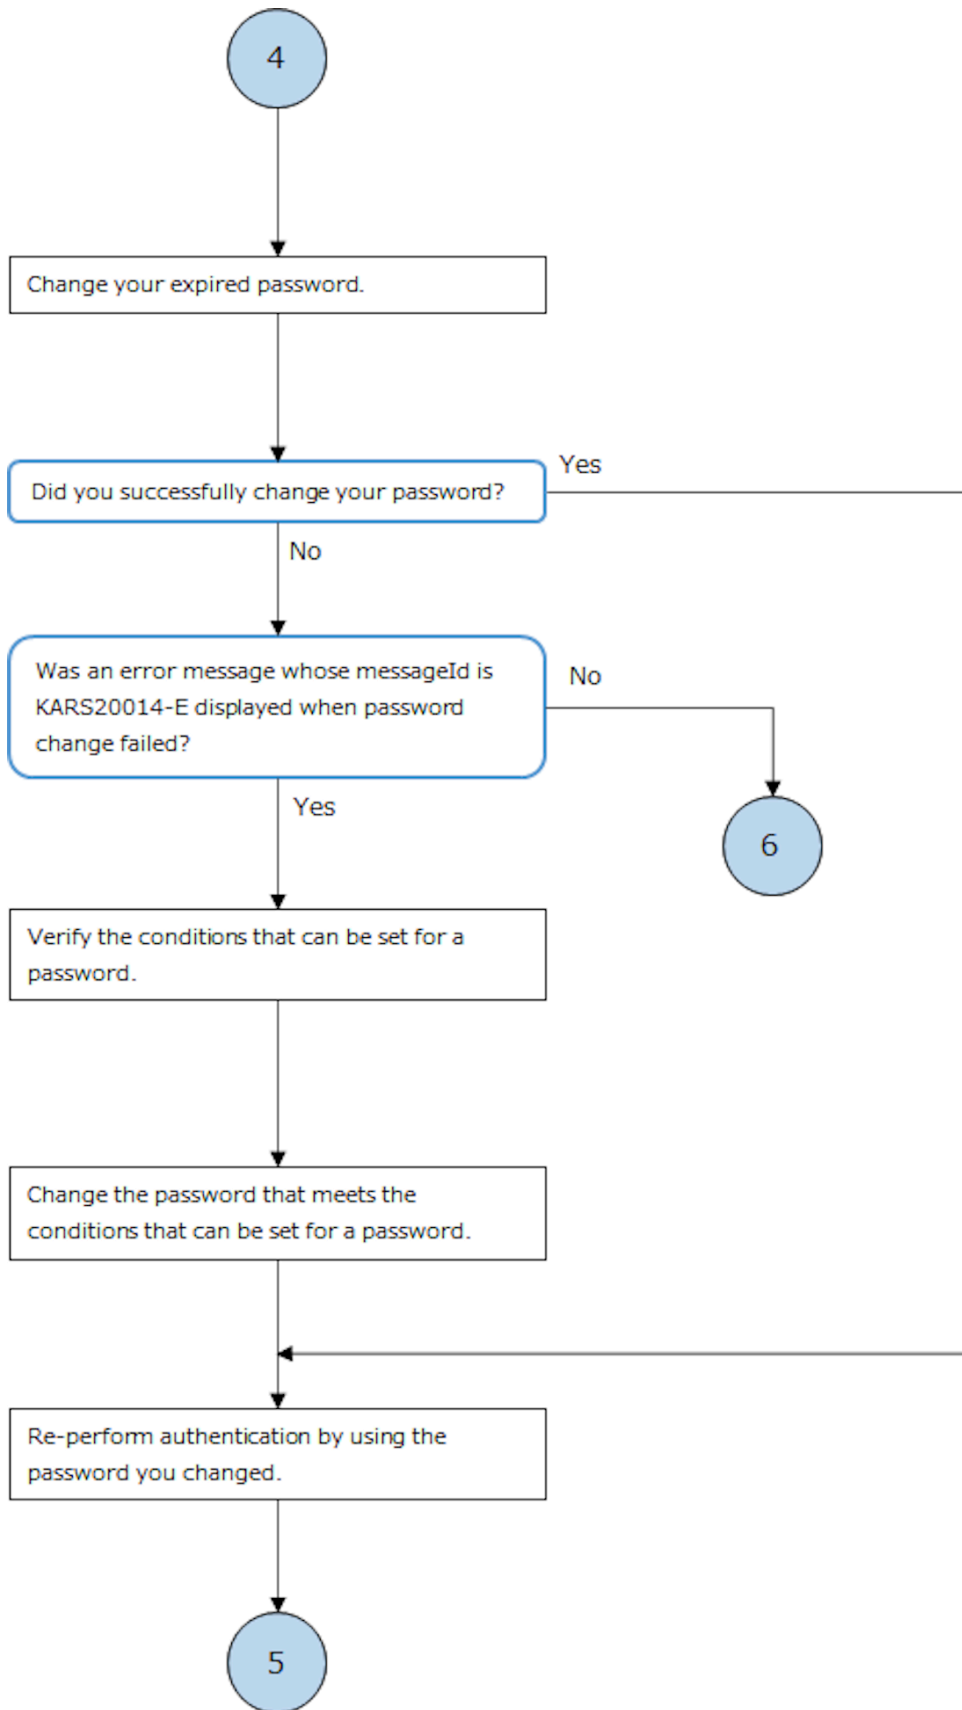 4
Change your expired password.
Did you successfully change your password?
Yes
No
Was an error message whose messageId is
KARS20014-E displayed when password
change failed?
No
Yes
6
Verify the conditions that can be set for a
password.
Change the password that meets the
conditions that can be set for a password.
Re-perform authentication by using the
password you changed.
5